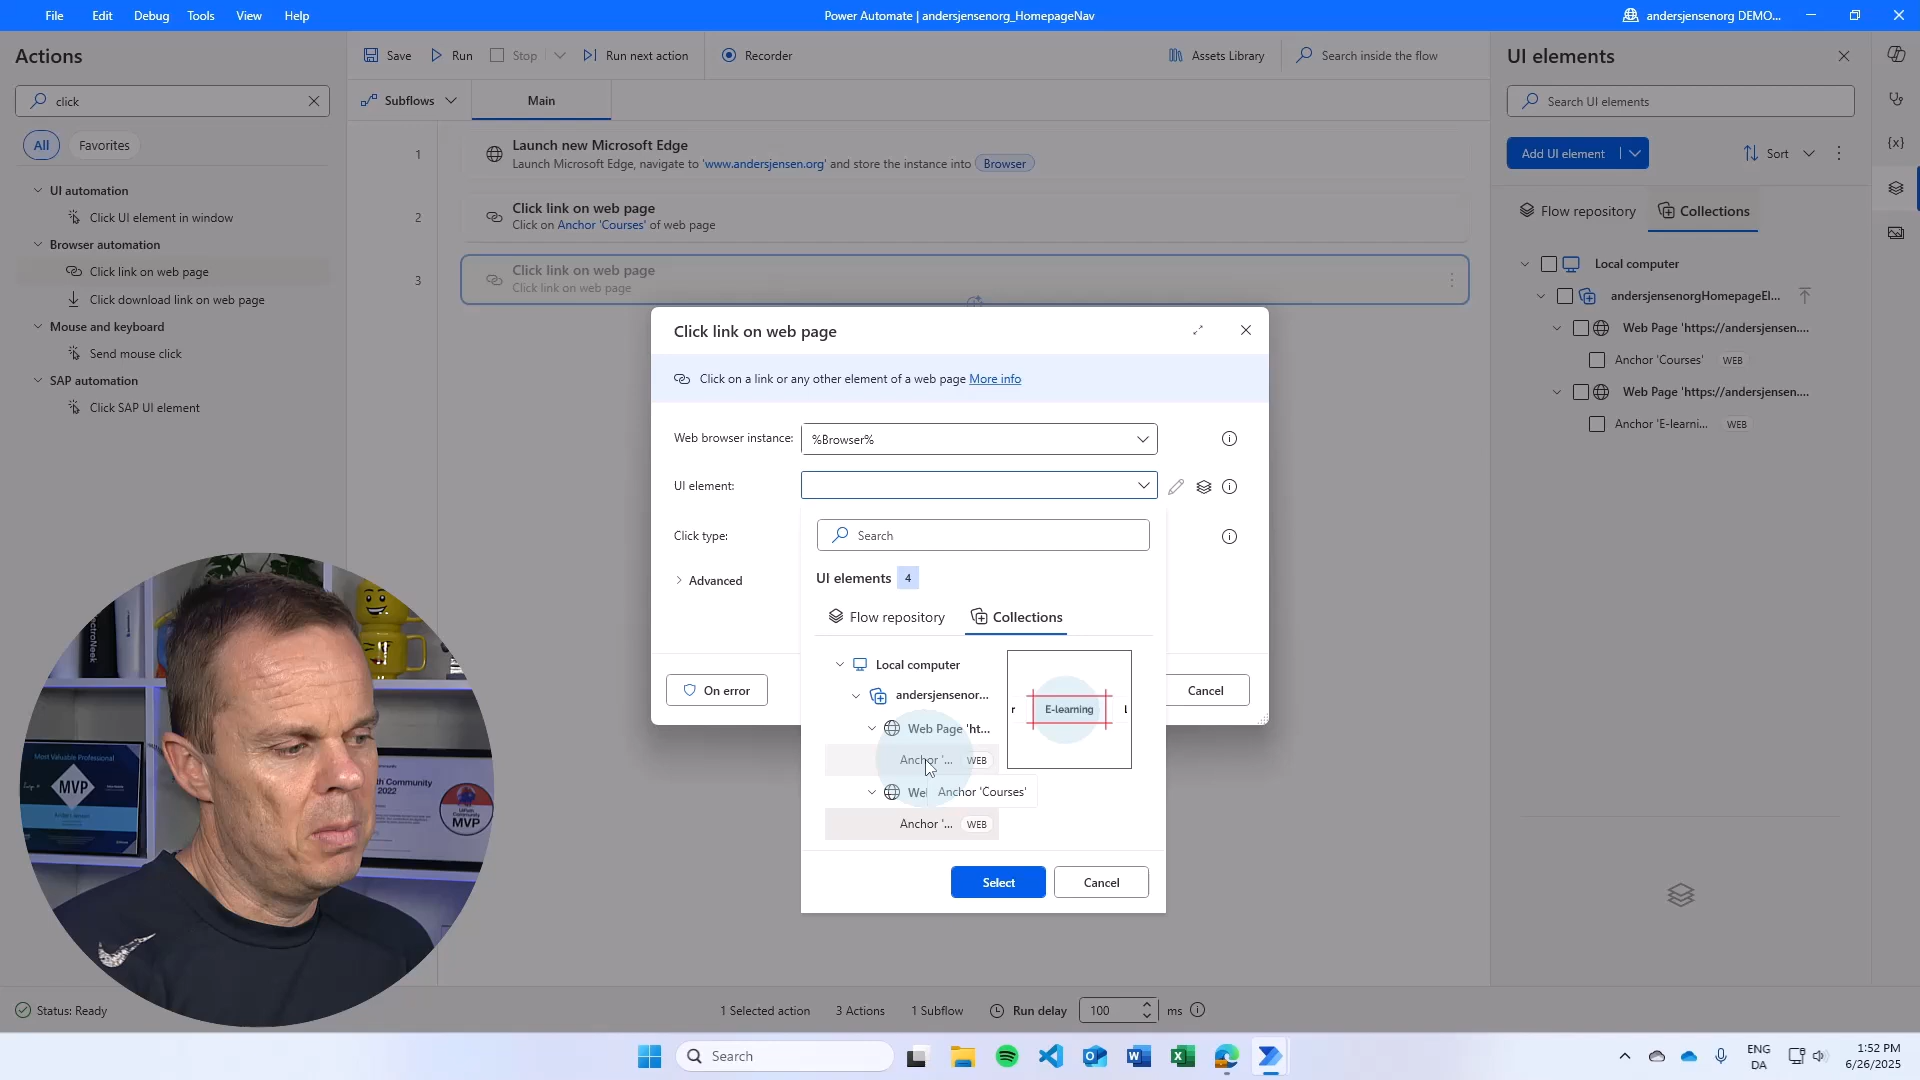 File Edit Debug Tools View Help
Power Automate | andersjensenorg_HomepageNav
andersjensenorg DEMO...
Actions
click
All Favorites
UI automation
Click UI element in window
Browser automation
Click link on web page
Click download link on web page
Mouse and keyboard
Send mouse click
SAP automation
Click SAP UI element
Save Run Stop Run next action Recorder Assets Library Search inside the flow
Subflows Main
1 Launch new Microsoft Edge
Launch Microsoft Edge, navigate to 'www.andersjensen.org' and store the instance into Browser
2 Click link on web page
Click on Anchor 'Courses' of web page
3 Click link on web page
Click link on web page
Click link on web page
Click on a link or any other element of a web page More info
Web browser instance: %Browser%
UI element:
Click type:
Advanced
On error
Cancel
Search
UI elements 4
Flow repository Collections
Local computer
andersjensenor...
Web Page 'ht...
Anchor '... WEB
We
Anchor 'Courses'
Anchor '... WEB
r E-learning
Select Cancel
UI elements
Search UI elements
Add UI element Sort
Flow repository Collections
Local computer
andersjensenorgHomepageEl...
Web Page 'https://andersjensen....
Anchor 'Courses' WEB
Web Page 'https://andersjensen....
Anchor 'E-learni... WEB
Most Valuable Professional
MVP
Community
2022
MVP
ectroNeek
Status: Ready
1 Selected action 3 Actions 1 Subflow Run delay 100 ms
Search
ENG
DA
1:52 PM
6/26/2025